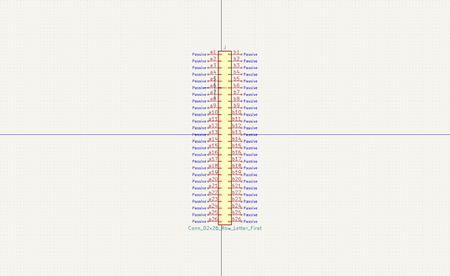 J
Passive a1 b1 Passive
Passive a2 b2 Passive
Passive a3 b3 Passive
Passive a4 b4 Passive
Passive a5 b5 Passive
Passive a6 b6 Passive
Passive a7 b7 Passive
Passive a8 b8 Passive
Passive a9 b9 Passive
Passive a10 b10 Passive
Passive a11 b11 Passive
Passive a12 b12 Passive
Passive a13 b13 Passive
Passive a14 b14 Passive
Passive a15 b15 Passive
Passive a16 b16 Passive
Passive a17 b17 Passive
Passive a18 b18 Passive
Passive a19 b19 Passive
Passive a20 b20 Passive
Passive a21 b21 Passive
Passive a22 b22 Passive
Passive a23 b23 Passive
Passive a24 b24 Passive
Passive a25 b25 Passive
Passive a26 b26 Passive
Conn_02x26_Row_Letter_First